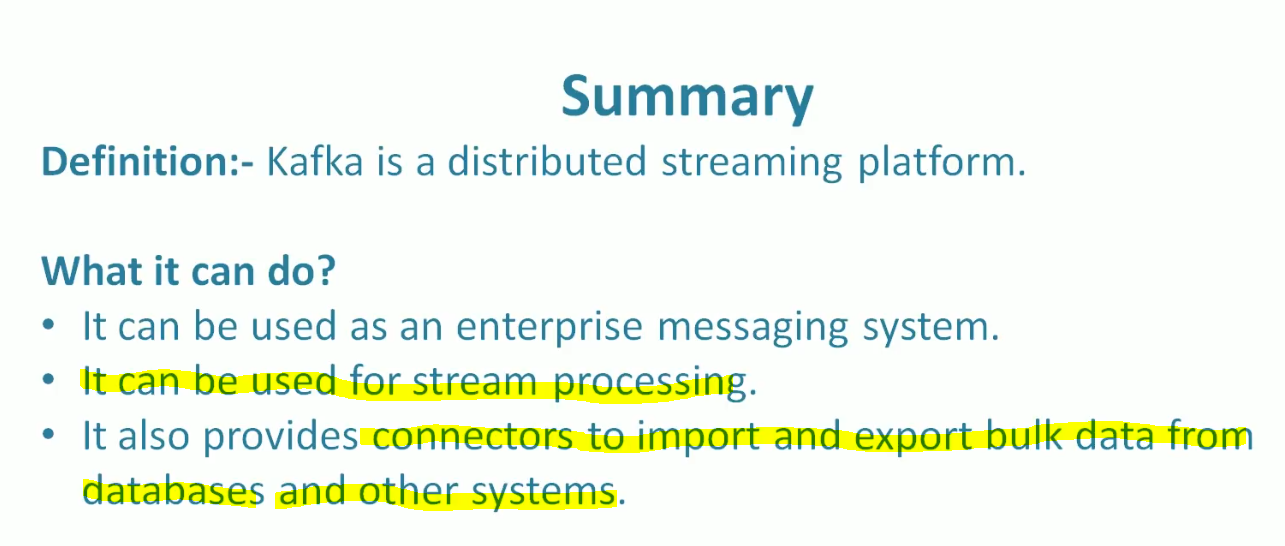 Summary
Definition:- Kafka is a distributed streaming platform.
What it can do?
• It can be used as an enterprise messaging system.
• It can be used for stream processing.
• It also provides connectors to import and export bulk data from
databases and other systems.